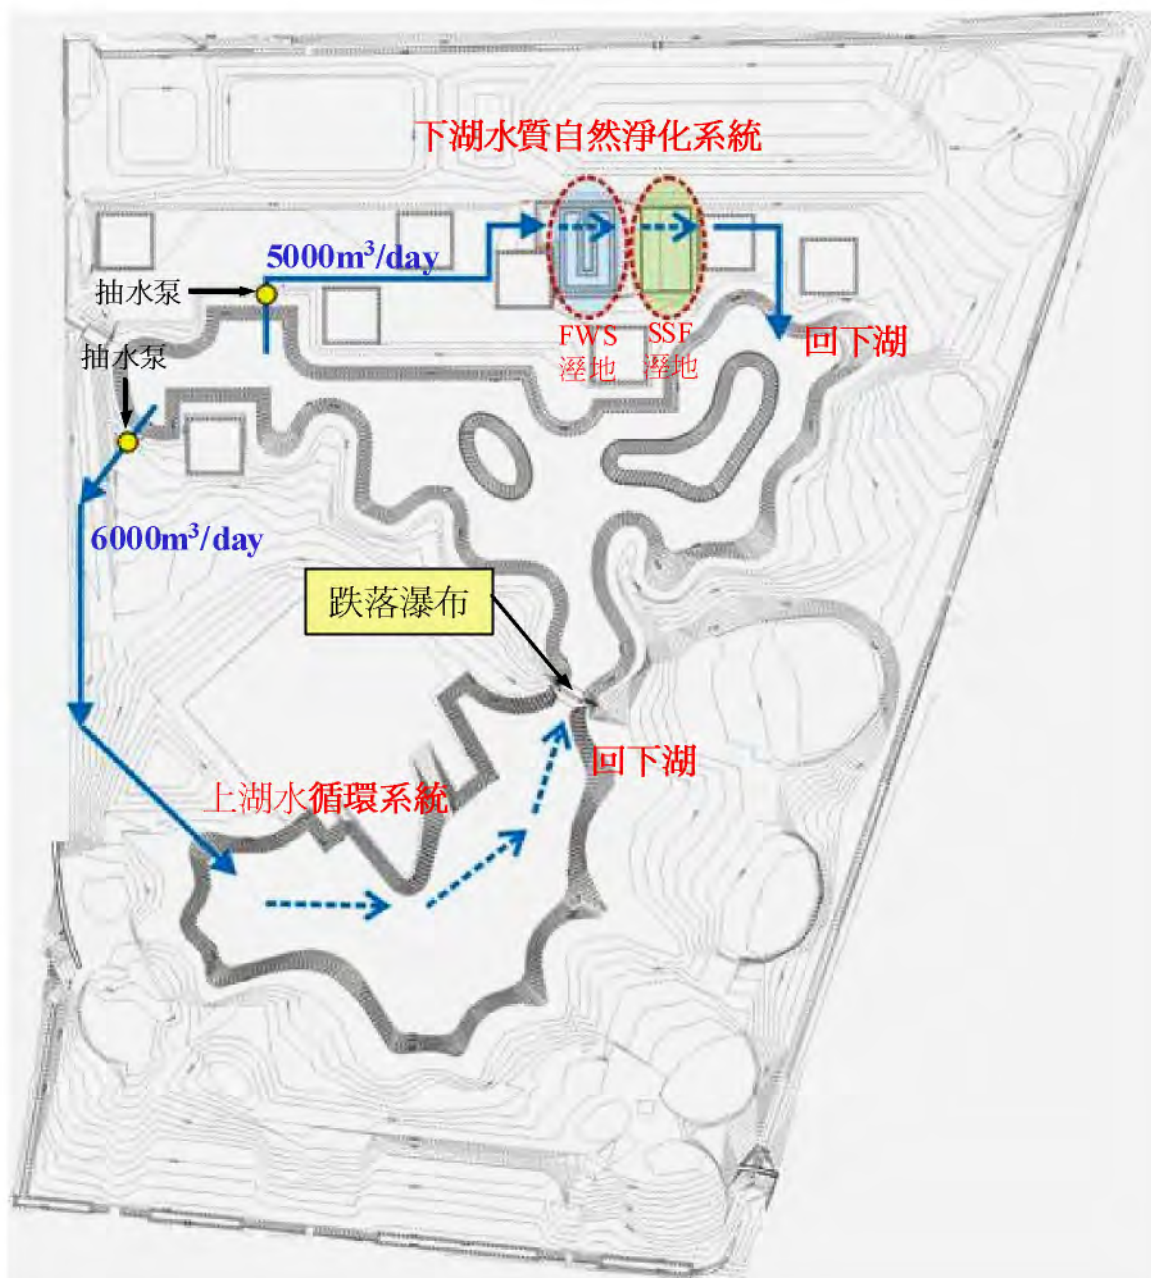 下湖水質自然淨化系統
5000m³/day
抽水泵
FWS
溼地
SSF
溼地
回下湖
抽水泵
6000m³/day
跌落瀑布
回下湖
上湖水循環系統